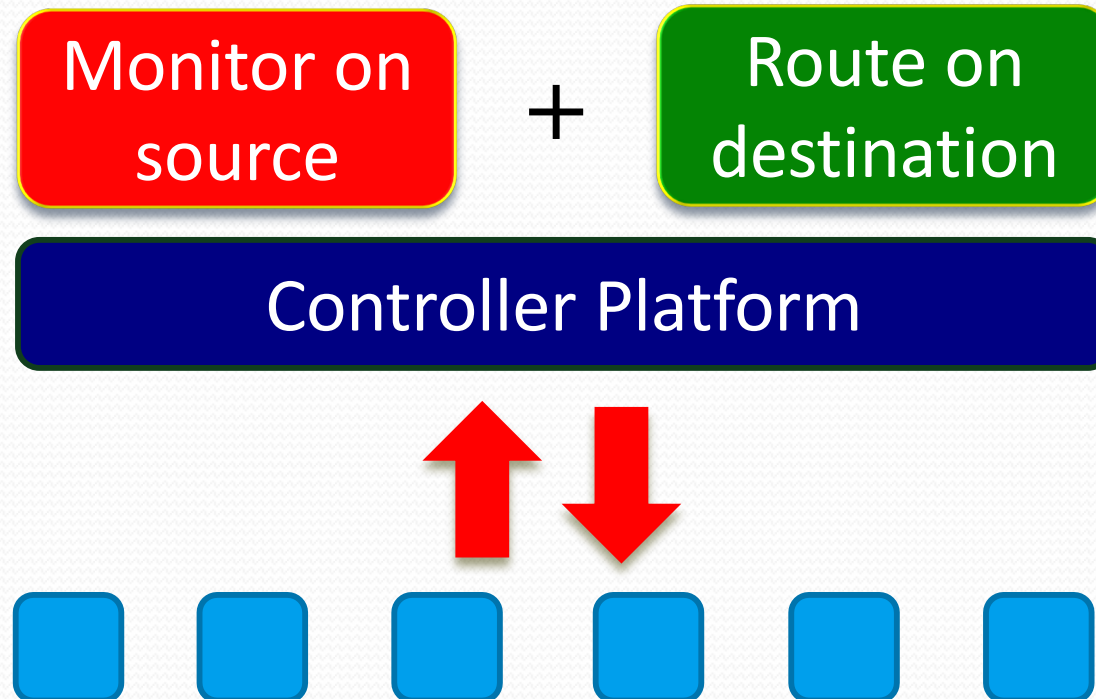 Monitor on
source
+
Route on
destination
Controller Platform